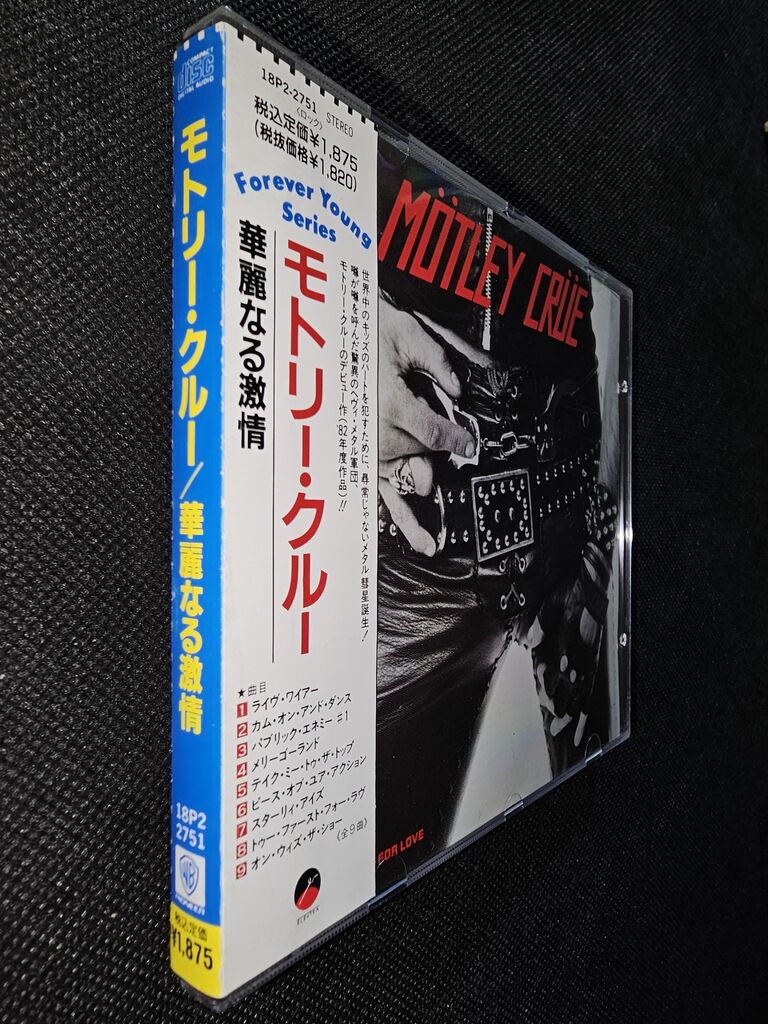 COMPACT
disc
DIGITAL AUDIO
モトリー・クルー/華麗なる激情
18P2
2751
WB
税込定価
¥1,875
18P2-2751 STEREO
〈ロック〉
税込定価¥1,875
(税抜価格¥1,820)
Forever Young
Series
世界中のキッズのハートを犯すために、尋常じゃないメタル彗星誕生!
噂が噂を呼んだ驚異のヘヴィ・メタル軍団、
モトリー・クルーのデビュー作('82年度作品)!!
モトリー・クルー
華麗なる激情
★曲目
1 ライヴ・ワイアー
2 カム・オン・アンド・ダンス
3 パブリック・エネミー #1
4 メリーゴーランド
5 テイク・ミー・トゥ・ザ・トップ
6 ピース・オブ・ユア・アクション
7 スターリィ・アイズ
8 トゥー・ファースト・フォー・ラヴ
9 オン・ウィズ・ザ・ショー
〈全9曲〉
ELEKTRA
MÖTLEY CRÜE
FOR LOVE